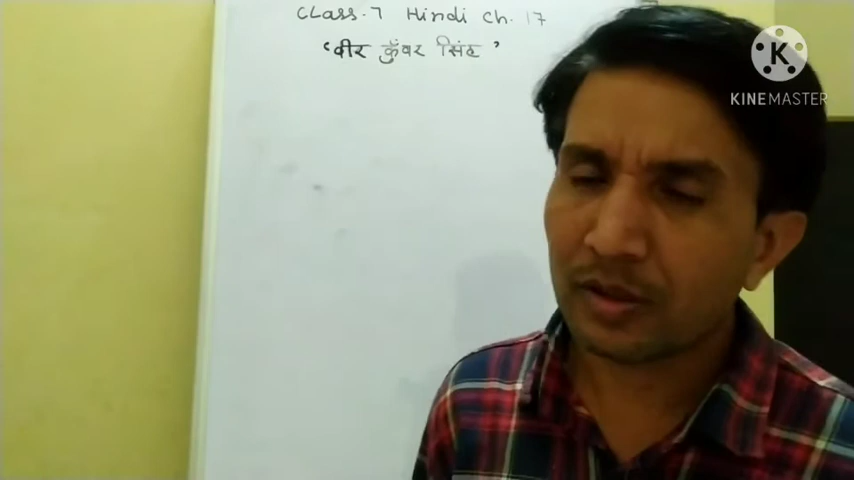 Class-7 Hindi Ch. 17
'वीर कुँवर सिंह'
K
KINEMASTER